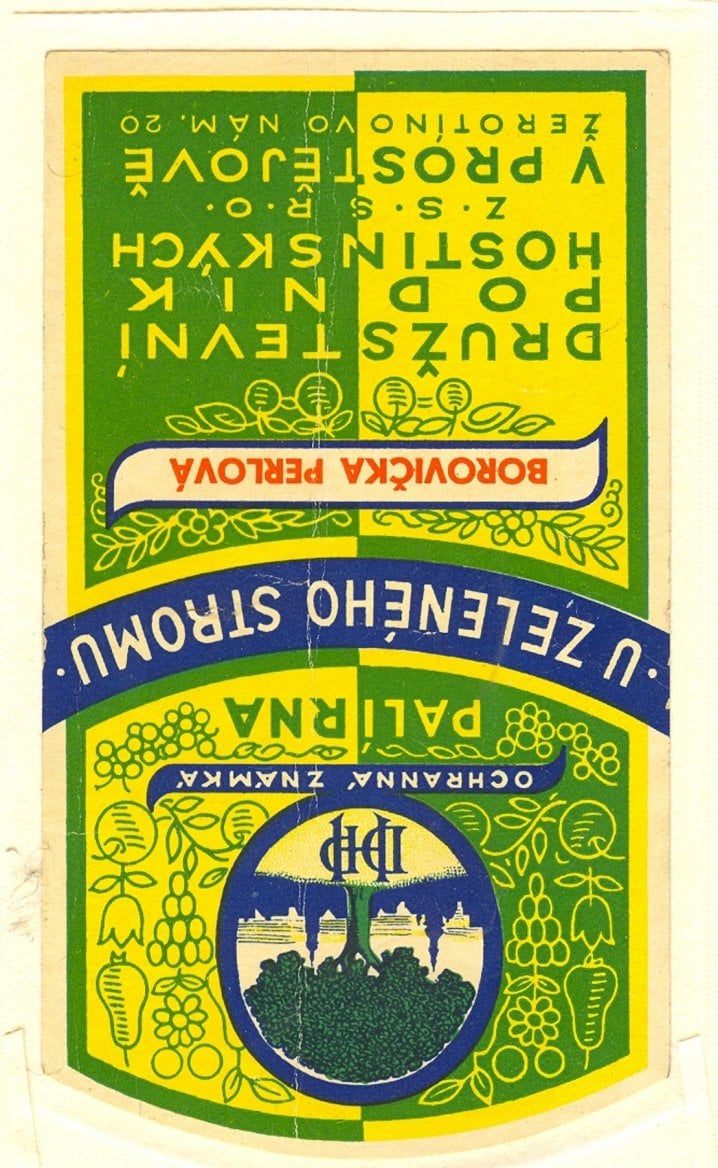 OCHRANNÁ ZNÁMKA
PALÍRNA
· U ZELENÉHO STROMU ·
BOROVIČKA PERLOVÁ
DRUŽSTEVNÍ
PODNIK
HOSTINSKÝCH
Z·S·S·R·O·
V PROSTĚJOVĚ
ŽEROTÍNOVO NÁM. 20